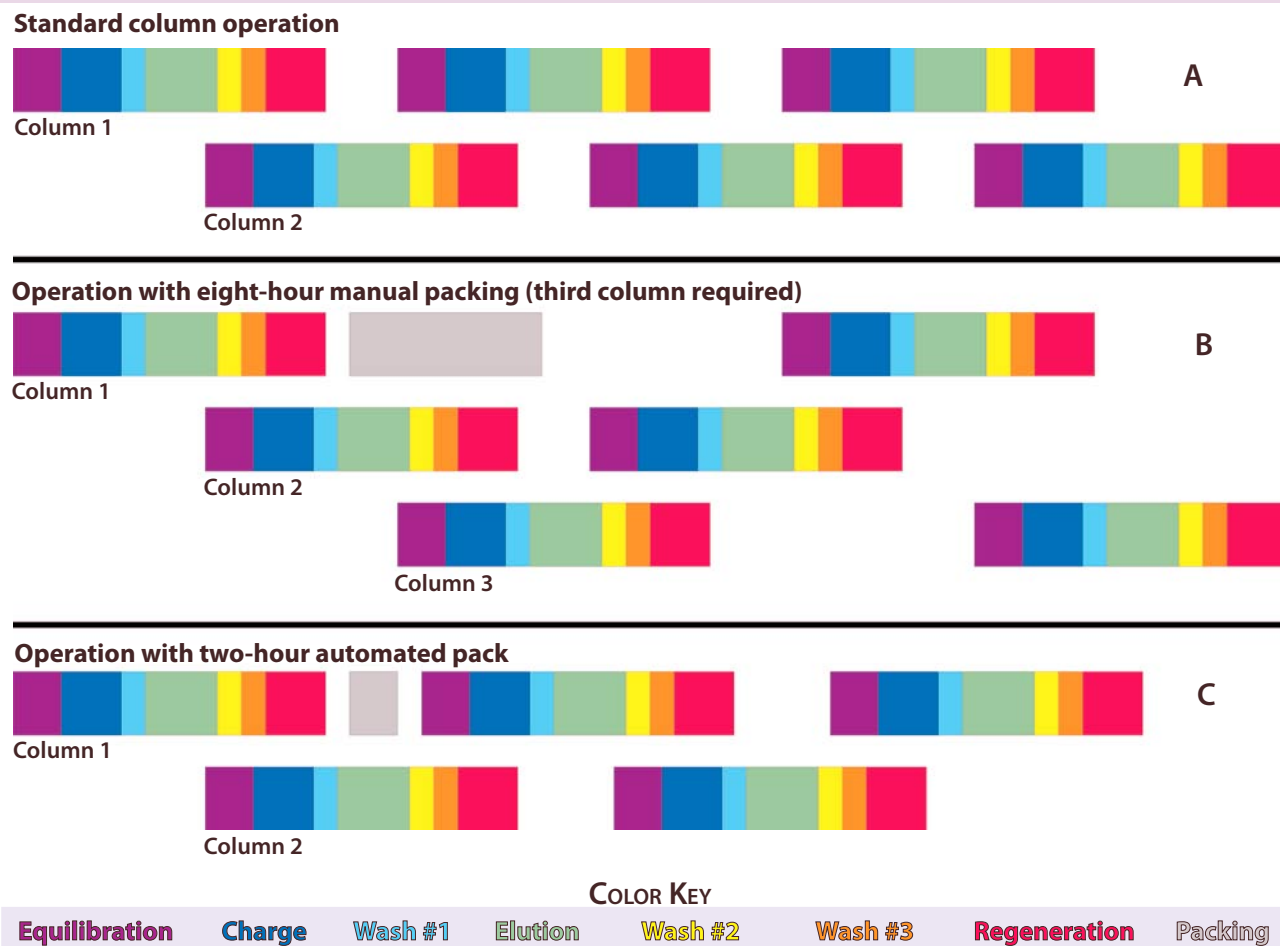 Standard column operation
A
Column 1
Column 2
Operation with eight-hour manual packing (third column required)
B
Column 1
Column 2
Column 3
Operation with two-hour automated pack
C
Column 1
Column 2
COLOR KEY
Equilibration Charge Wash #1 Elution Wash #2 Wash #3 Regeneration Packing